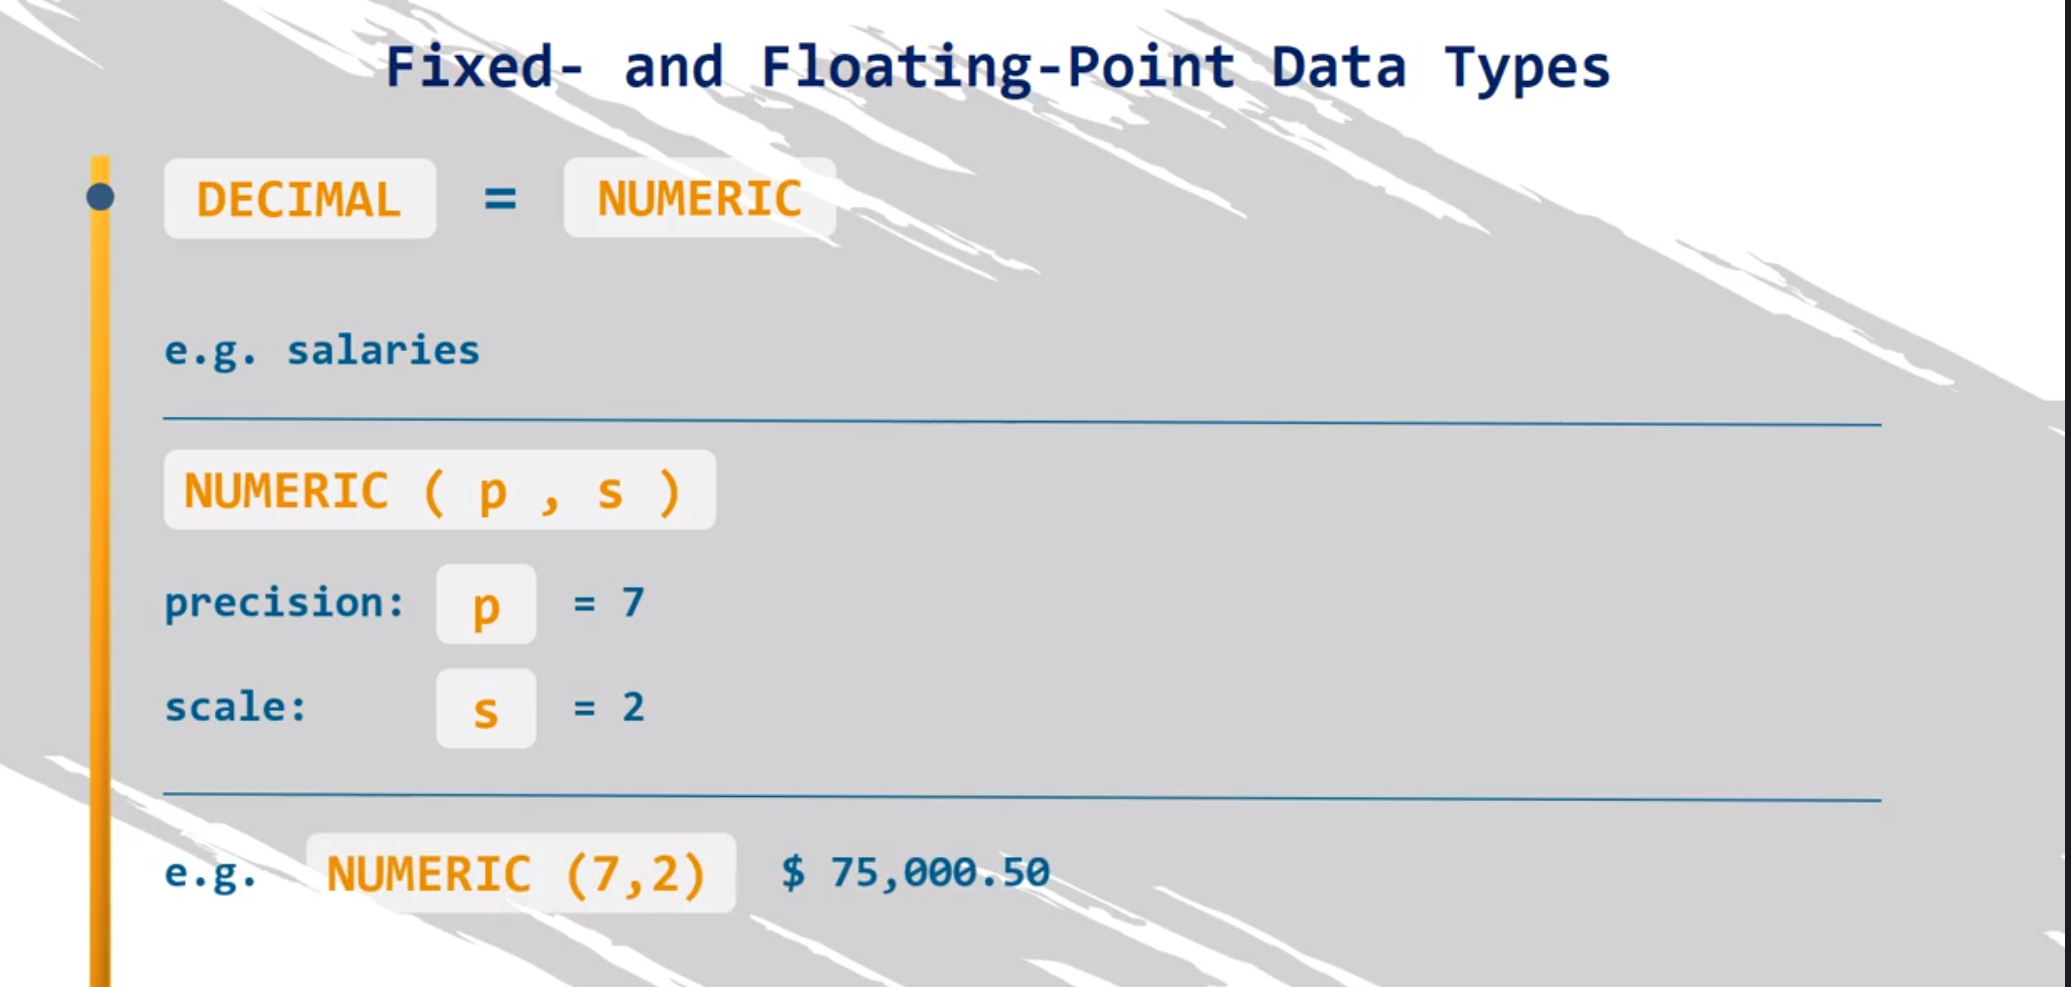 Fixed- and Floating-Point Data Types
DECIMAL = NUMERIC
e.g. salaries
NUMERIC ( p , s )
precision: p = 7
scale: s = 2
e.g. NUMERIC (7,2) $ 75,000.50